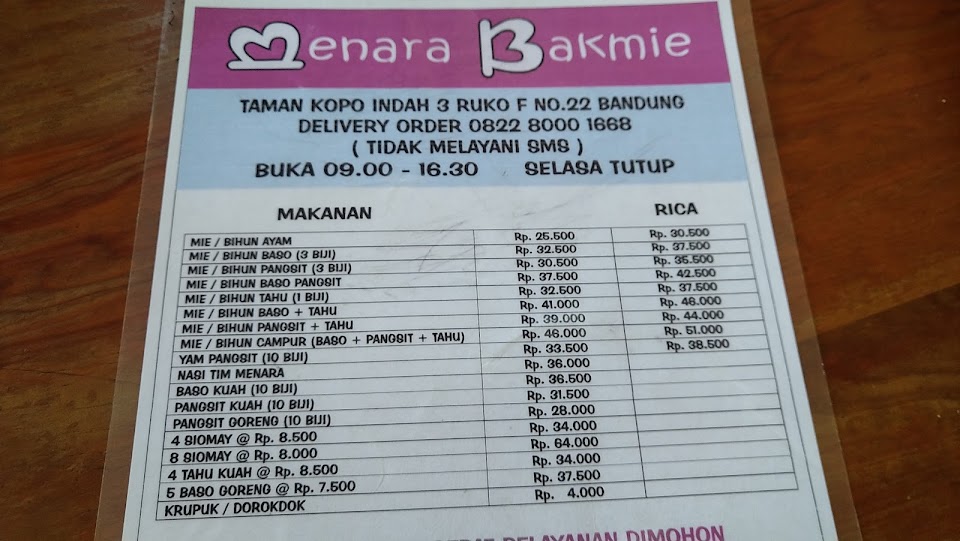 Menara Bakmie
TAMAN KOPO INDAH 3 RUKO F NO.22 BANDUNG
DELIVERY ORDER 0822 8000 1668
( TIDAK MELAYANI SMS )
BUKA 09.00 - 16.30 SELASA TUTUP
MAKANAN RICA
MIE / BIHUN AYAM Rp. 25.500 Rp. 30.500
MIE / BIHUN BASO (3 BIJI) Rp. 32.500 Rp. 37.500
MIE / BIHUN PANGSIT (3 BIJI) Rp. 30.500 Rp. 35.500
MIE / BIHUN BASO PANGSIT Rp. 37.500 Rp. 42.500
MIE / BIHUN TAHU (1 BIJI) Rp. 32.500 Rp. 37.500
MIE / BIHUN BASO + TAHU Rp. 41.000 Rp. 46.000
MIE / BIHUN PANGSIT + TAHU Rp. 39.000 Rp. 44.000
MIE / BIHUN CAMPUR (BASO + PANGSIT + TAHU) Rp. 46.000 Rp. 51.000
YAM PANGSIT (10 BIJI) Rp. 33.500 Rp. 38.500
NASI TIM MENARA Rp. 36.000
BASO KUAH (10 BIJI) Rp. 36.500
PANGSIT KUAH (10 BIJI) Rp. 31.500
PANGSIT GORENG (10 BIJI) Rp. 28.000
4 SIOMAY @ Rp. 8.500 Rp. 34.000
8 SIOMAY @ Rp. 8.000 Rp. 64.000
4 TAHU KUAH @ Rp. 8.500 Rp. 34.000
5 BASO GORENG @ Rp. 7.500 Rp. 37.500
KRUPUK / DOROKDOK Rp. 4.000
PELAYANAN DIMOHON